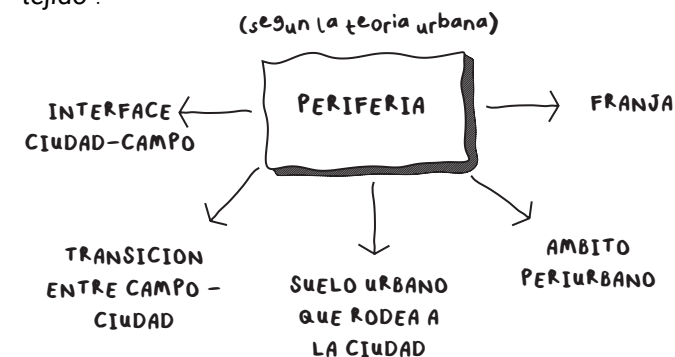 tejido".
(segun la teoria urbana)
PERIFERIA
INTERFACE
CIUDAD-CAMPO
FRANJA
TRANSICION
ENTRE CAMPO -
CIUDAD
SUELO URBANO
QUE RODEA A
LA CIUDAD
AMBITO
PERIURBANO